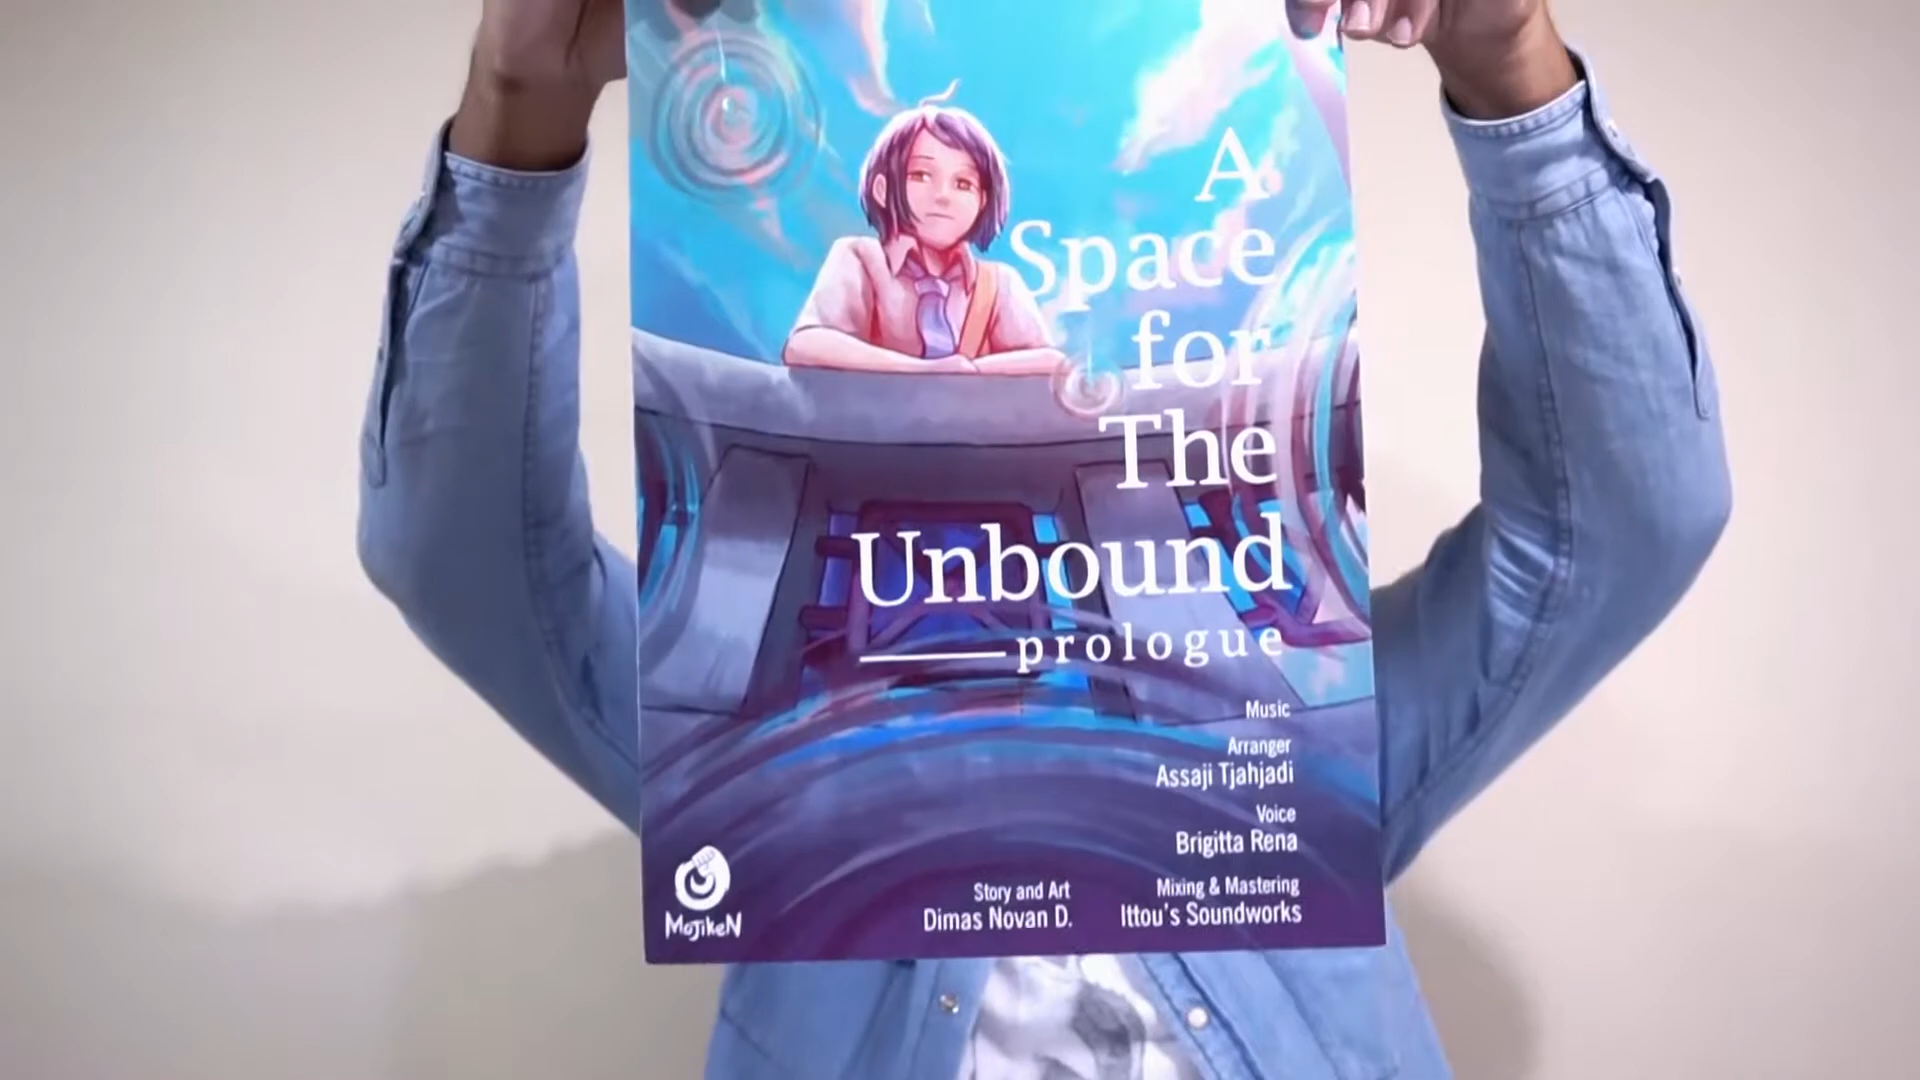 A
Space
for
The
Unbound
prologue
Music
Arranger
Assaji Tjahjadi
Voice
Brigitta Rena
Story and Art
Dimas Novan D.
Mixing & Mastering
Ittou's Soundworks
MojikeN